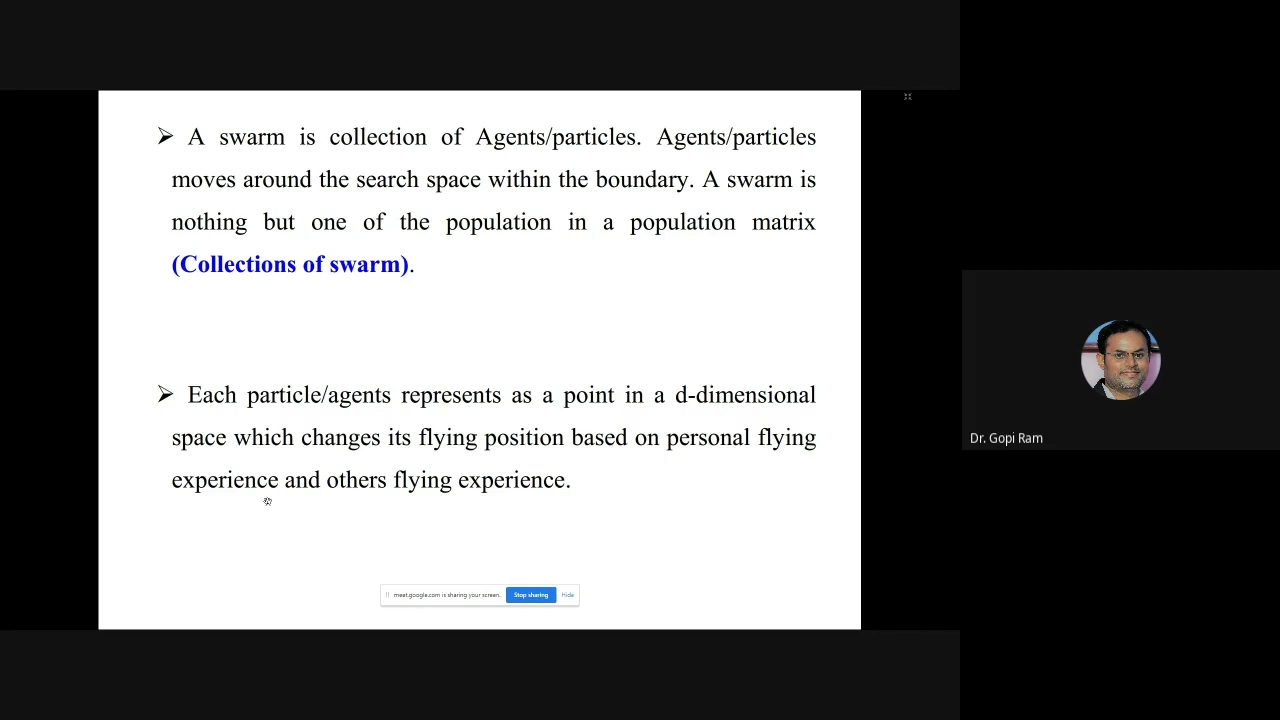 ➢ A swarm is collection of Agents/particles. Agents/particles
moves around the search space within the boundary. A swarm is
nothing but one of the population in a population matrix
(Collections of swarm).
➢ Each particle/agents represents as a point in a d-dimensional
space which changes its flying position based on personal flying
experience and others flying experience.
meet.google.com is sharing your screen. Stop sharing Hide
Dr. Gopi Ram